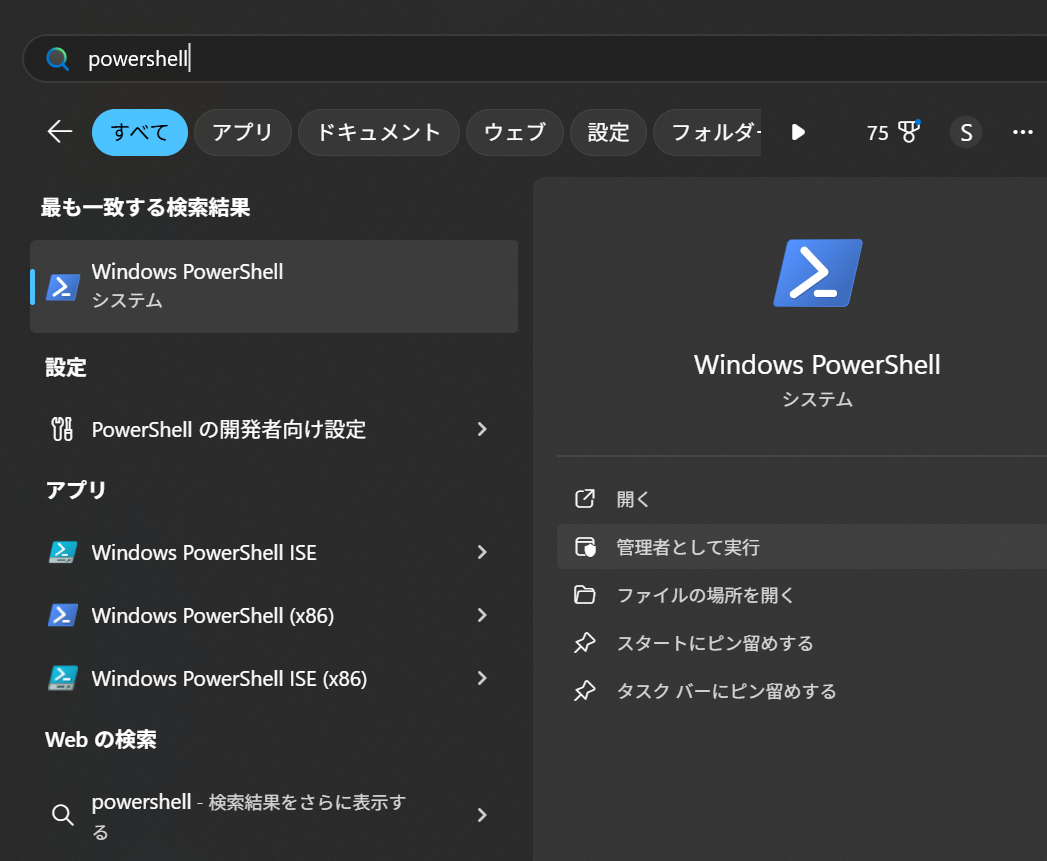 powershell
すべて
アプリ
ドキュメント
ウェブ
設定
フォルダー
75
S
最も一致する検索結果
Windows PowerShell
システム
設定
PowerShell の開発者向け設定
アプリ
Windows PowerShell ISE
Windows PowerShell (x86)
Windows PowerShell ISE (x86)
Web の検索
powershell - 検索結果をさらに表示す
る
Windows PowerShell
システム
開く
管理者として実行
ファイルの場所を開く
スタートにピン留めする
タスク バーにピン留めする